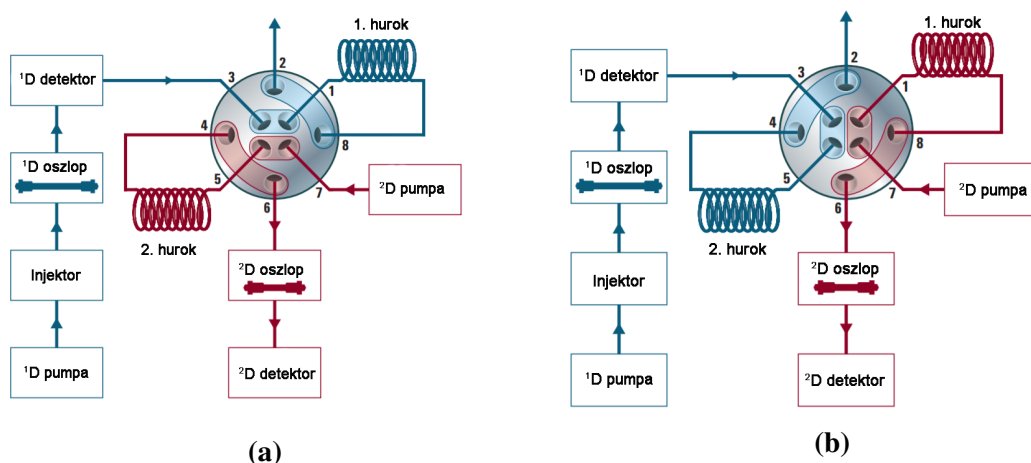 1. hurok
2
¹D detektor
3
1
4
8
¹D oszlop
5
7
²D pumpa
6
2. hurok
Injektor
²D oszlop
¹D pumpa
²D detektor
(a)
1. hurok
2
¹D detektor
3
1
4
8
¹D oszlop
5
7
²D pumpa
6
2. hurok
Injektor
²D oszlop
¹D pumpa
²D detektor
(b)